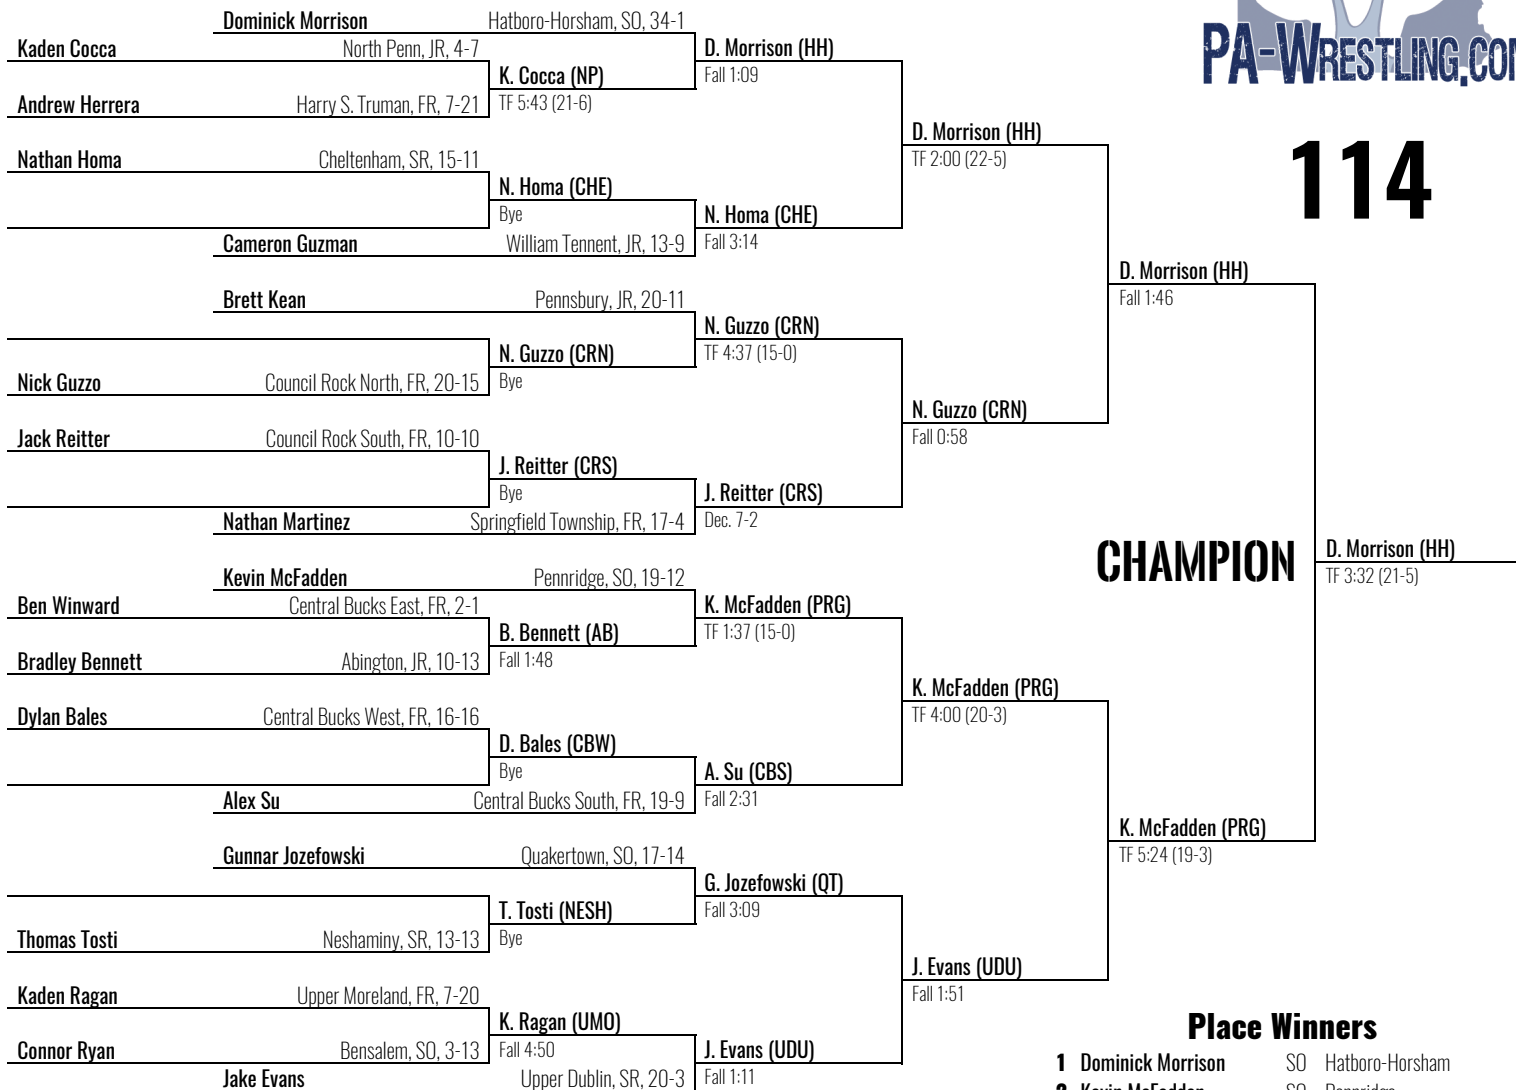 Dominick Morrison Hatboro-Horsham, SO, 34-1
Kaden Cocca North Penn, JR, 4-7
D. Morrison (HH)
Fall 1:09
K. Cocca (NP)
TF 5:43 (21-6)
Andrew Herrera Harry S. Truman, FR, 7-21
PA-WRESTLING.CO
D. Morrison (HH)
TF 2:00 (22-5)
114
Nathan Homa Cheltenham, SR, 15-11
N. Homa (CHE)
Bye
N. Homa (CHE)
Fall 3:14
Cameron Guzman William Tennent, JR, 13-9
D. Morrison (HH)
Fall 1:46
Brett Kean Pennsbury, JR, 20-11
N. Guzzo (CRN)
TF 4:37 (15-0)
N. Guzzo (CRN)
Bye
Nick Guzzo Council Rock North, FR, 20-15
N. Guzzo (CRN)
Fall 0:58
Jack Reitter Council Rock South, FR, 10-10
J. Reitter (CRS)
Bye
J. Reitter (CRS)
Dec. 7-2
Nathan Martinez Springfield Township, FR, 17-4
CHAMPION
D. Morrison (HH)
TF 3:32 (21-5)
Kevin McFadden Pennridge, SO, 19-12
Ben Winward Central Bucks East, FR, 2-1
K. McFadden (PRG)
TF 1:37 (15-0)
B. Bennett (AB)
Fall 1:48
Bradley Bennett Abington, JR, 10-13
K. McFadden (PRG)
TF 4:00 (20-3)
Dylan Bales Central Bucks West, FR, 16-16
D. Bales (CBW)
Bye
A. Su (CBS)
Fall 2:31
Alex Su Central Bucks South, FR, 19-9
K. McFadden (PRG)
TF 5:24 (19-3)
Gunnar Jozefowski Quakertown, SO, 17-14
G. Jozefowski (QT)
Fall 3:09
T. Tosti (NESH)
Bye
Thomas Tosti Neshaminy, SR, 13-13
J. Evans (UDU)
Fall 1:51
Kaden Ragan Upper Moreland, FR, 7-20
K. Ragan (UMO)
Fall 4:50
Connor Ryan Bensalem, SO, 3-13
J. Evans (UDU)
Fall 1:11
Jake Evans Upper Dublin, SR, 20-3
Place Winners
1 Dominick Morrison SO Hatboro-Horsham
2 Kevin McFadden SO Pennridge